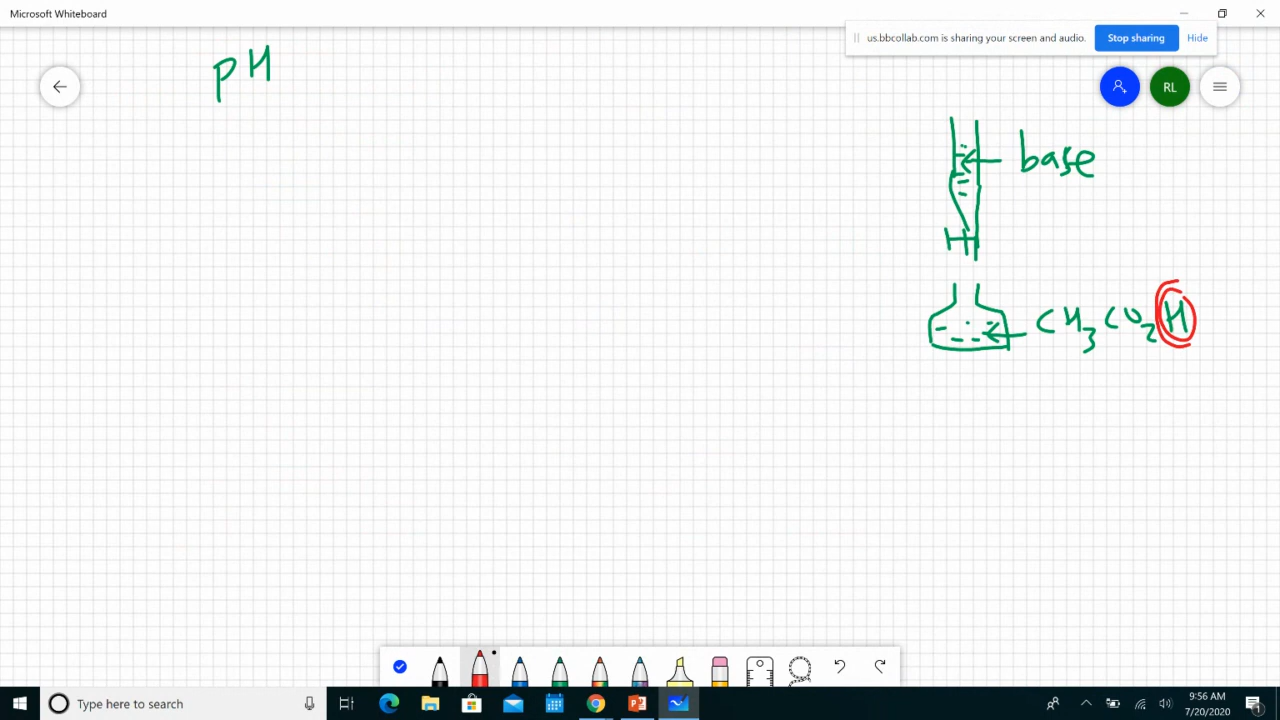 Microsoft Whiteboard
us.bbcollab.com is sharing your screen and audio.
Stop sharing
Hide
pH
RL
base
CH3CO2H
Type here to search
9:56 AM
7/20/2020
1